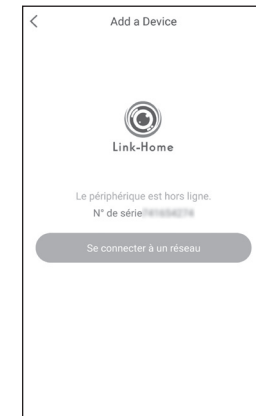 Add a Device
Link-Home
Le périphérique est hors ligne.
N° de série
Se connecter à un réseau